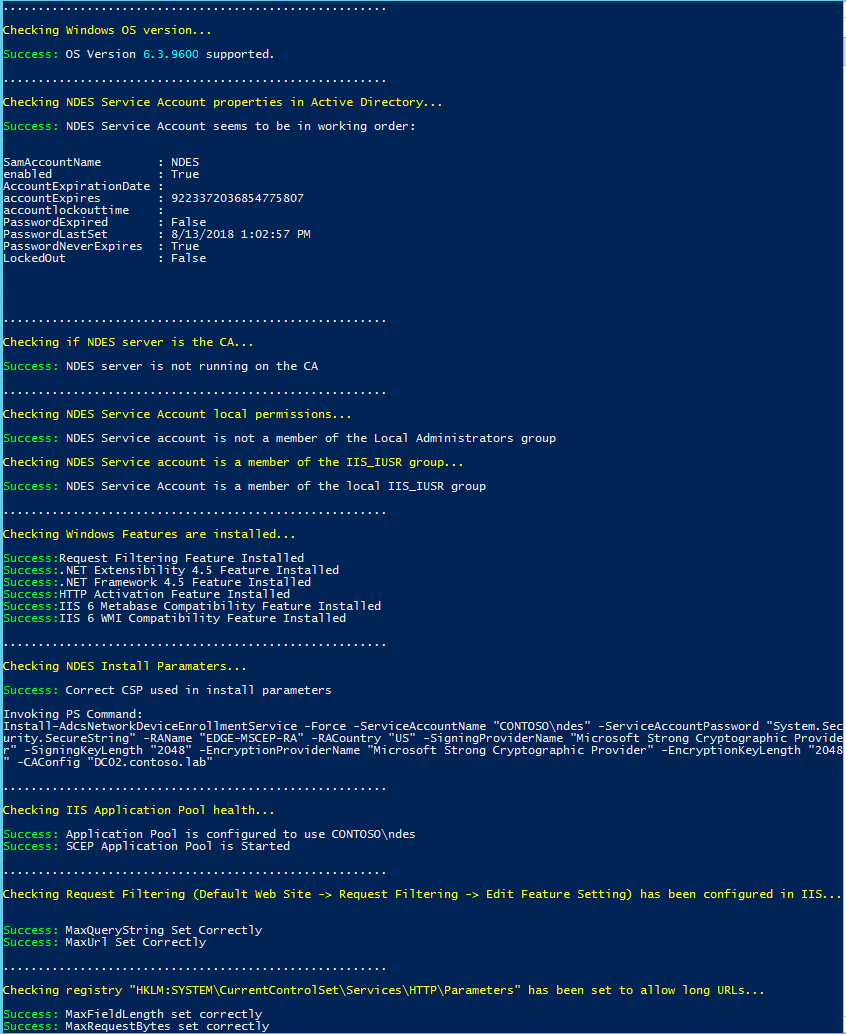 .......................................................
Checking Windows OS version...
Success: OS Version 6.3.9600 supported.
.......................................................
Checking NDES Service Account properties in Active Directory...
Success: NDES Service Account seems to be in working order:
SamAccountName        : NDES
enabled               : True
AccountExpirationDate :
accountExpires        : 9223372036854775807
accountlockouttime    :
PasswordExpired       : False
PasswordLastSet       : 8/13/2018 1:02:57 PM
PasswordNeverExpires  : True
LockedOut             : False
.......................................................
Checking if NDES server is the CA...
Success: NDES server is not running on the CA
.......................................................
Checking NDES Service Account local permissions...
Success: NDES Service account is not a member of the Local Administrators group
Checking NDES Service account is a member of the IIS_IUSR group...
Success: NDES Service Account is a member of the local IIS_IUSR group
.......................................................
Checking Windows Features are installed...
Success:Request Filtering Feature Installed
Success:.NET Extensibility 4.5 Feature Installed
Success:.NET Framework 4.5 Feature Installed
Success:HTTP Activation Feature Installed
Success:IIS 6 Metabase Compatibility Feature Installed
Success:IIS 6 WMI Compatibility Feature Installed
.......................................................
Checking NDES Install Paramaters...
Success: Correct CSP used in install parameters
Invoking PS Command:
Install-AdcsNetworkDeviceEnrollmentService -Force -ServiceAccountName "CONTOSO\ndes" -ServiceAccountPassword "System.Sec
urity.SecureString" -RAName "EDGE-MSCEP-RA" -RACountry "US" -SigningProviderName "Microsoft Strong Cryptographic Provide
r" -SigningKeyLength "2048" -EncryptionProviderName "Microsoft Strong Cryptographic Provider" -EncryptionKeyLength "2048
" -CAConfig "DC02.contoso.lab"
.......................................................
Checking IIS Application Pool health...
Success: Application Pool is configured to use CONTOSO\ndes
Success: SCEP Application Pool is Started
.......................................................
Checking Request Filtering (Default Web Site -> Request Filtering -> Edit Feature Setting) has been configured in IIS...
Success: MaxQueryString Set Correctly
Success: MaxUrl Set Correctly
.......................................................
Checking registry "HKLM:SYSTEM\CurrentControlSet\Services\HTTP\Parameters" has been set to allow long URLs...
Success: MaxFieldLength set correctly
Success: MaxRequestBytes set correctly